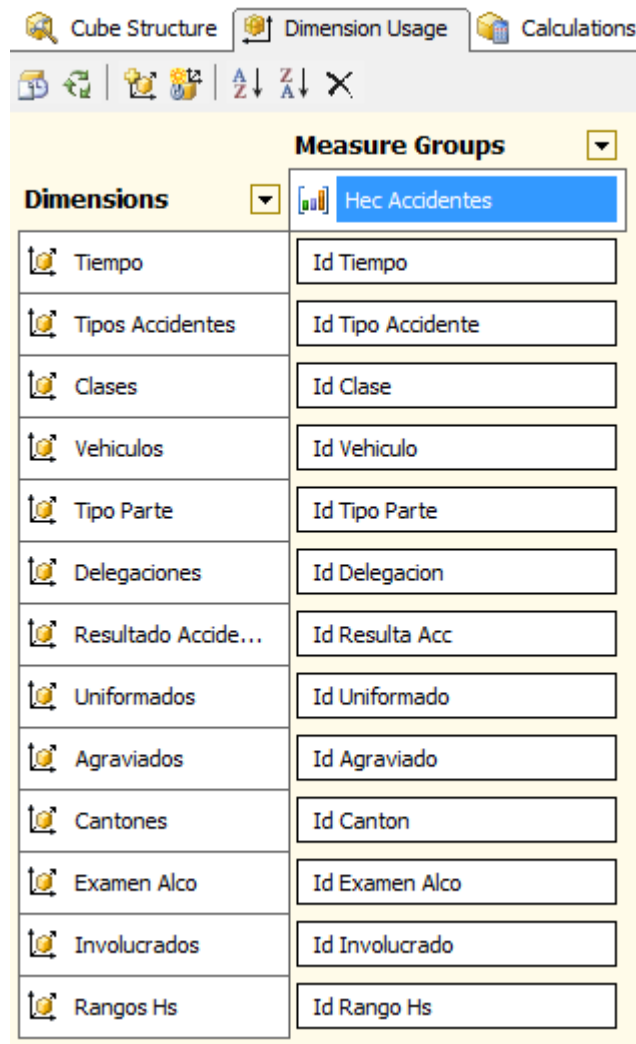 Cube Structure Dimension Usage Calculations
Measure Groups
Dimensions Hec Accidentes
Tiempo Id Tiempo
Tipos Accidentes Id Tipo Accidente
Clases Id Clase
Vehiculos Id Vehiculo
Tipo Parte Id Tipo Parte
Delegaciones Id Delegacion
Resultado Accide... Id Resulta Acc
Uniformados Id Uniformado
Agraviados Id Agraviado
Cantones Id Canton
Examen Alco Id Examen Alco
Involucrados Id Involucrado
Rangos Hs Id Rango Hs